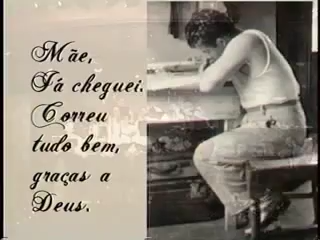 Mãe,
Já cheguei.
Correu
tudo bem,
graças a
Deus.